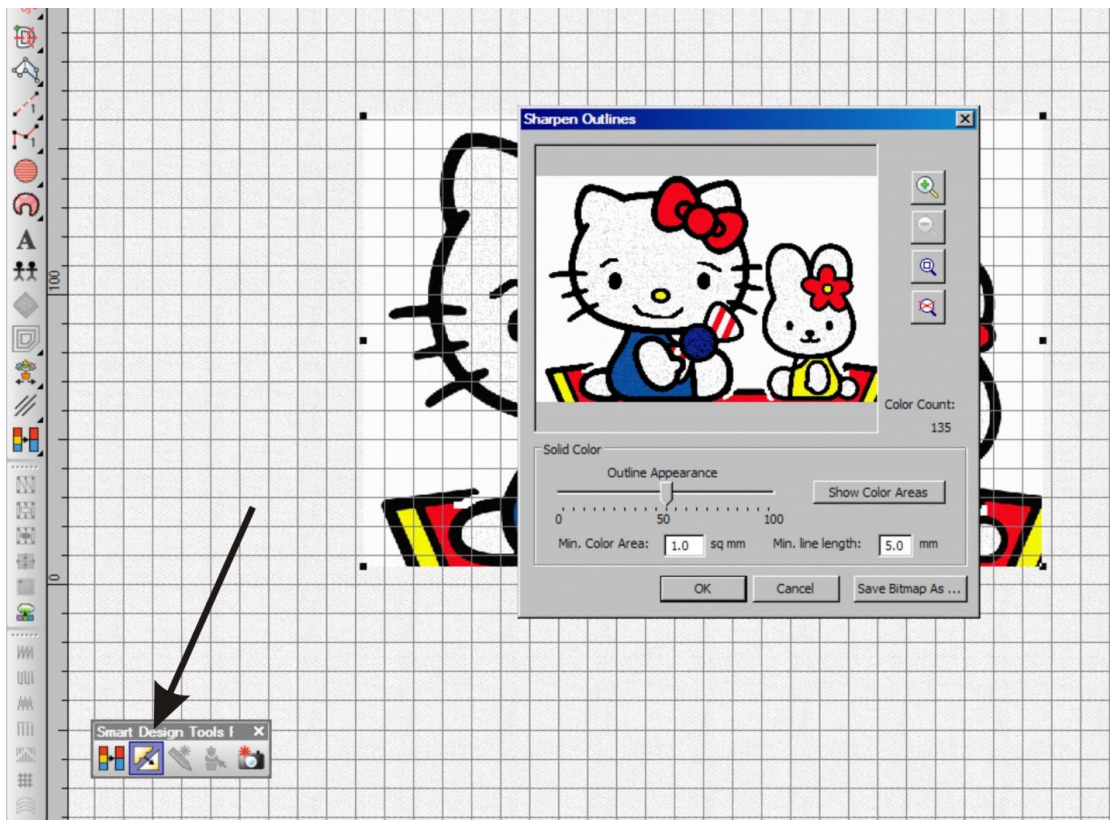 Sharpen Outlines
Color Count:
135
Solid Color
Outline Appearance
Show Color Areas
0 50 100
Min. Color Area: 1.0 sq mm Min. line length: 5.0 mm
OK Cancel Save Bitmap As ...
A
1
1
100
0
Smart Design Tools